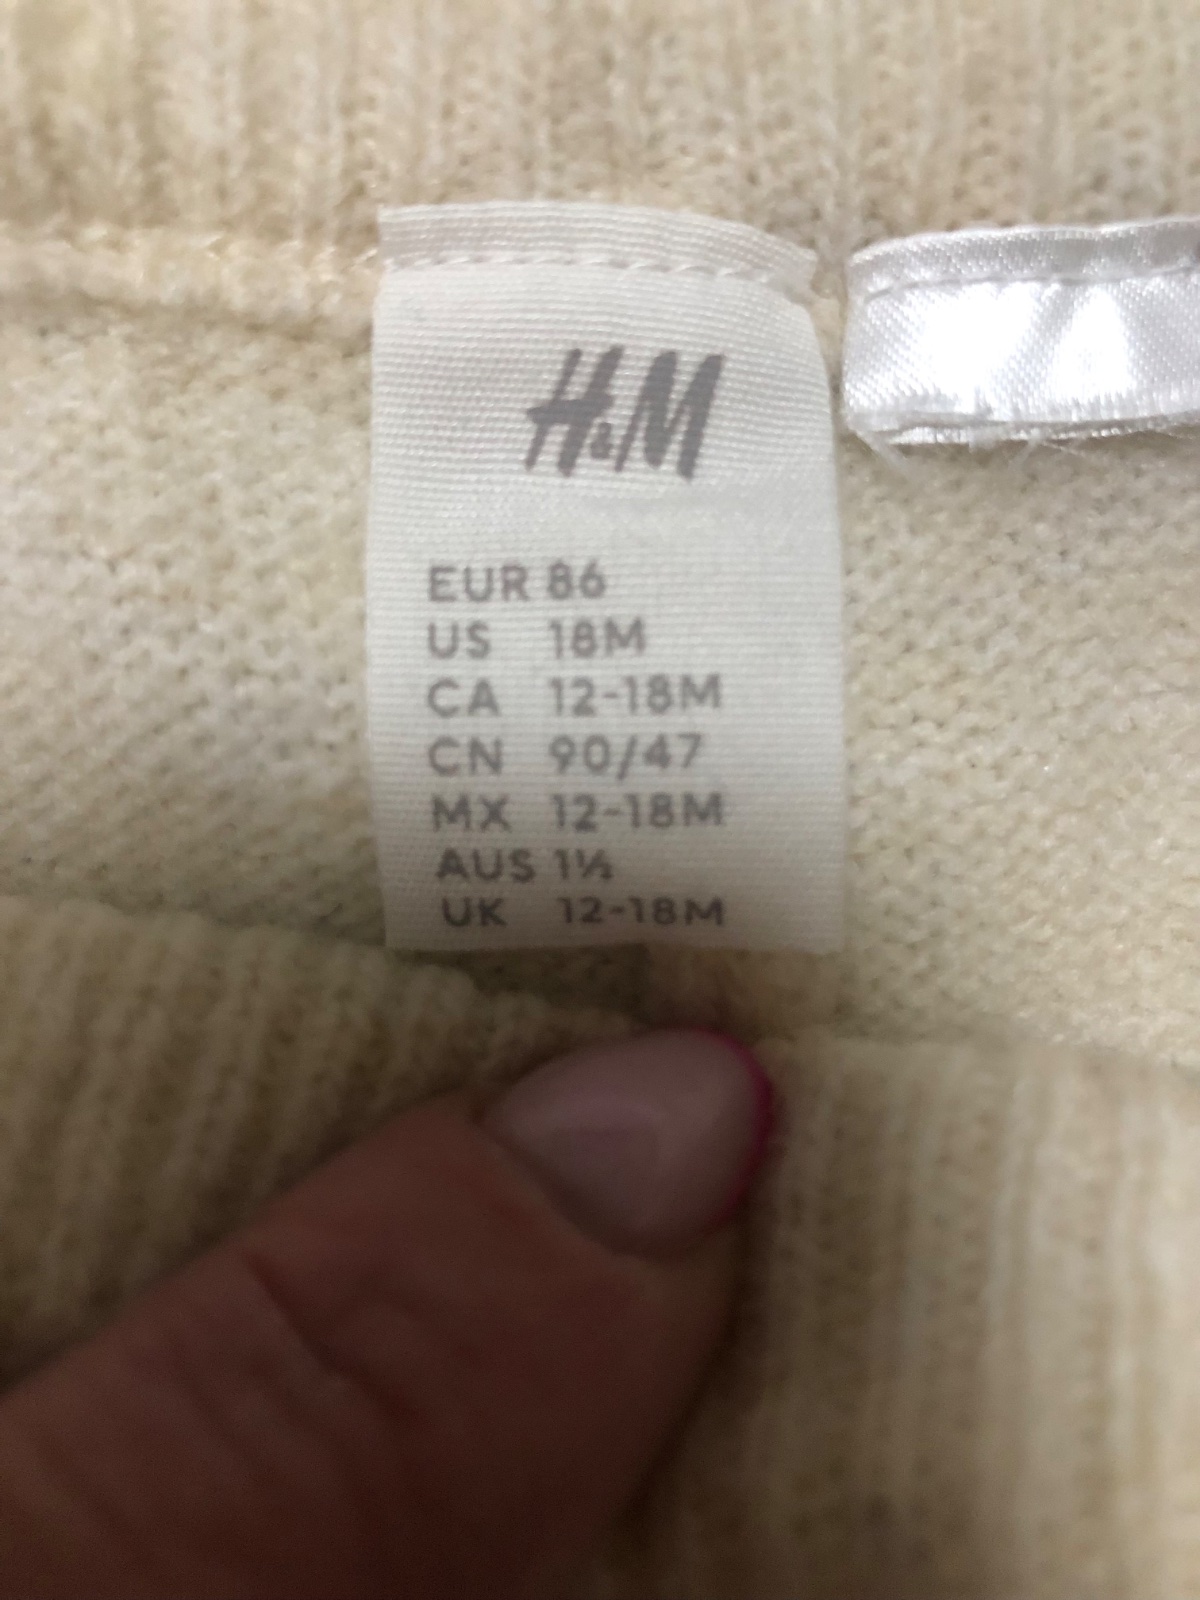 H&M
EUR 86
US 18M
CA 12-18M
CN 90/47
MX 12-18M
AUS 1½
UK 12-18M